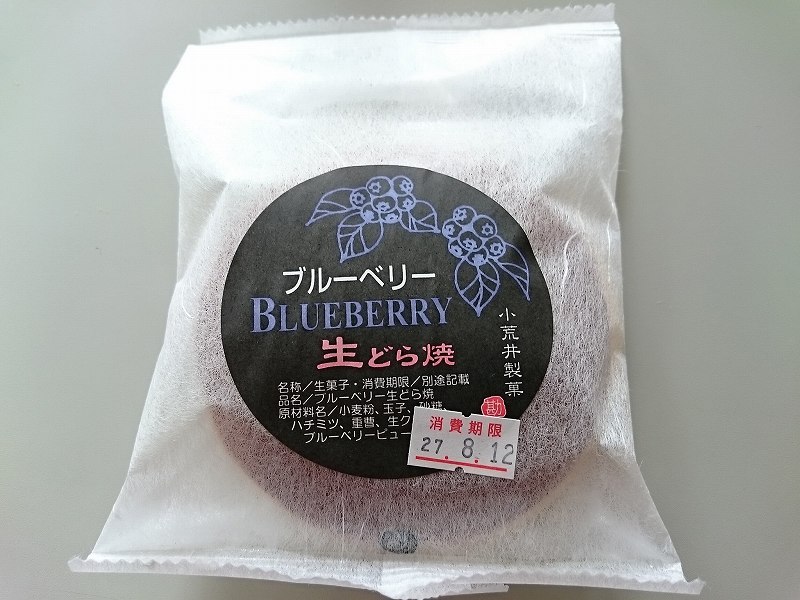 ブルーベリー
BLUEBERRY
生どら焼
小荒井製菓
勘
名称／生菓子・消費期限／別途記載
品名／ブルーベリー生どら焼
原材料名／小麦粉、玉子、砂糖、
ハチミツ、重曹、生ク
ブルーベリーピュー
消費期限
27.8.12